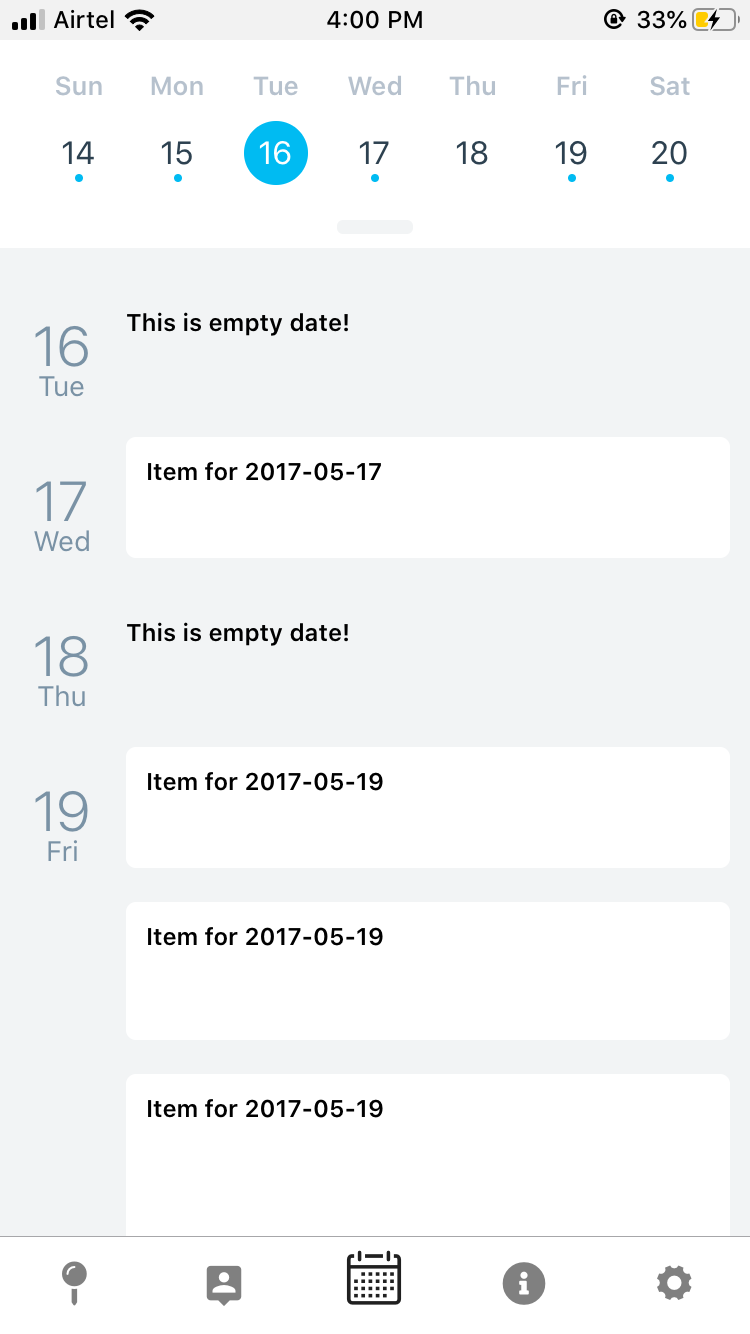 Airtel 4:00 PM 33%
Sun Mon Tue Wed Thu Fri Sat
14 15 16 17 18 19 20
This is empty date!
16
Tue
Item for 2017-05-17
17
Wed
This is empty date!
18
Thu
Item for 2017-05-19
19
Fri
Item for 2017-05-19
Item for 2017-05-19